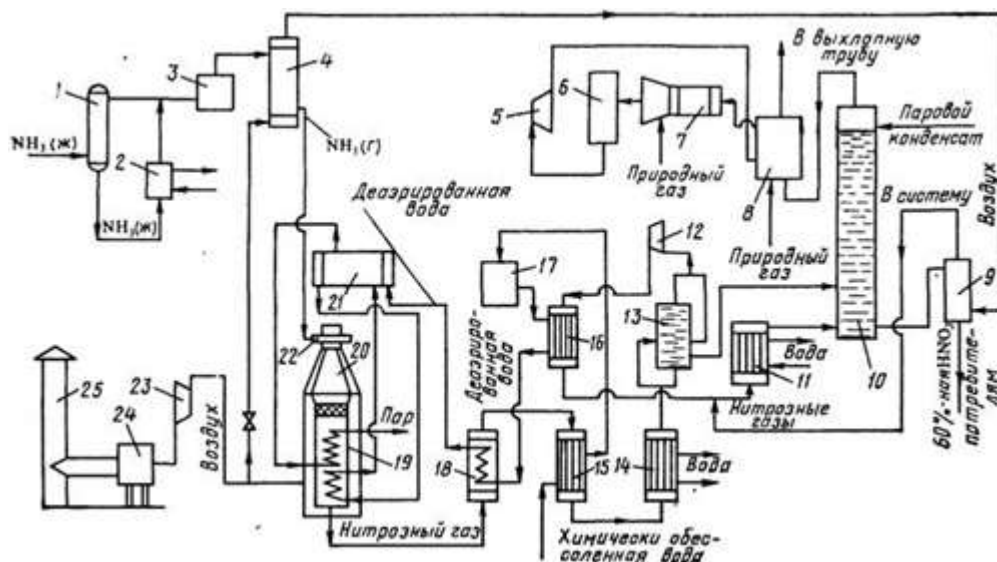 В выхлопную
трубу
1
3
4
5
6
7
8
Паровой
конденсат
NH₃ (ж)
2
NH₃(г)
Природный
газ
Воздух
NH₃(ж)
Деаэрированная
вода
12
В систему
Природный
газ
9
17
13
21
16
10
22
20
Деаэриро-
ванная
вода
11
Вода
25
23
24
Воздух
Пар
19
18
15
14
Нитрозные
газы
60%-ная HNO₃
потребите-
лям
Вода
Нитрозный газ
Химически обес-
соленная вода